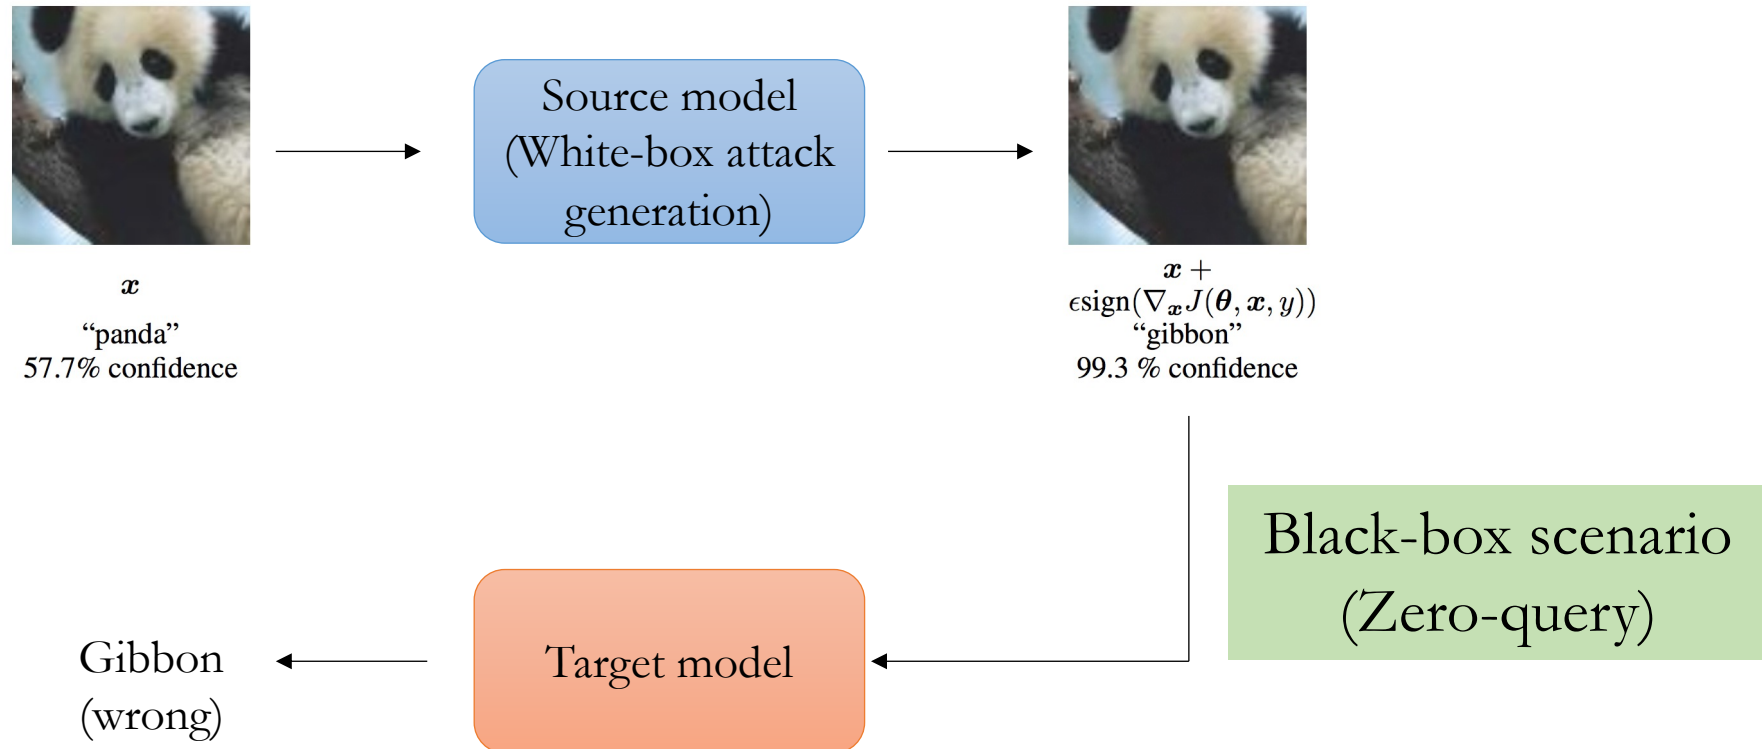 Source model
(White-box attack
generation)
x
“panda”
57.7% confidence
x +
ϵsign(∇ₓJ(θ, x, y))
“gibbon”
99.3 % confidence
Black-box scenario
(Zero-query)
Target model
Gibbon
(wrong)